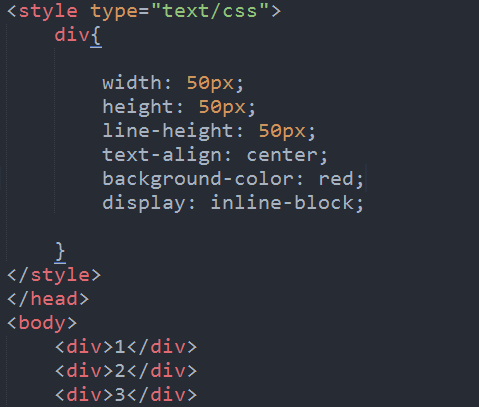 <style type="text/css">
div{
width: 50px;
height: 50px;
line-height: 50px;
text-align: center;
background-color: red;
display: inline-block;
}
</style>
</head>
<body>
<div>1</div>
<div>2</div>
<div>3</div>